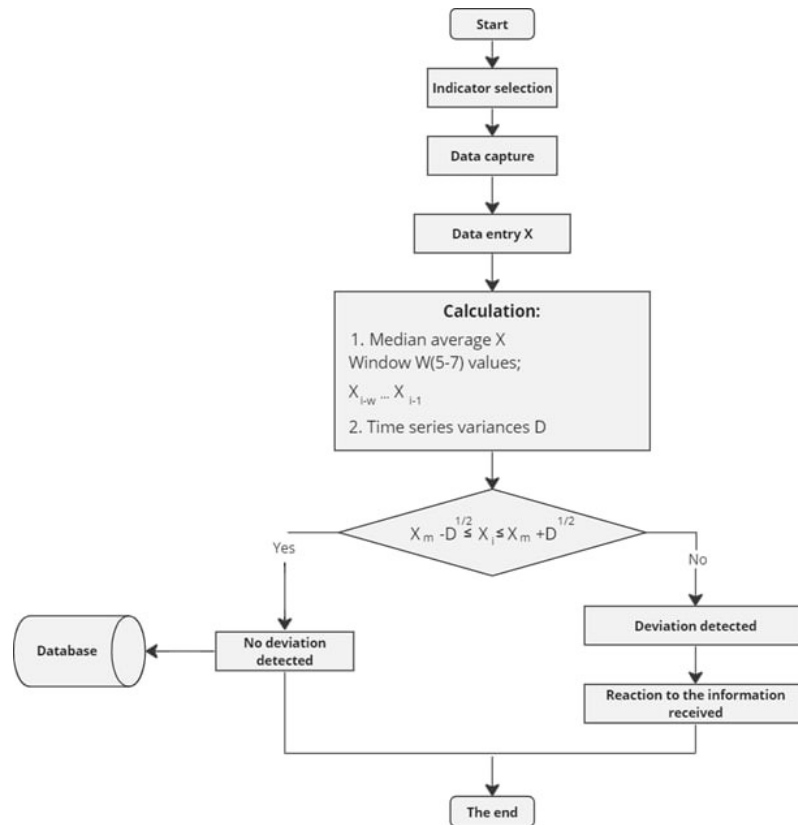 Start
Indicator selection
Data capture
Data entry X
Calculation:
1. Median average X
Window W(5-7) values;
X i-w ... X i-1
2. Time series variances D
X m -D 1/2 ≤ X i ≤ X m +D 1/2
Yes
No
Database
No deviation
detected
Deviation detected
Reaction to the information
received
The end